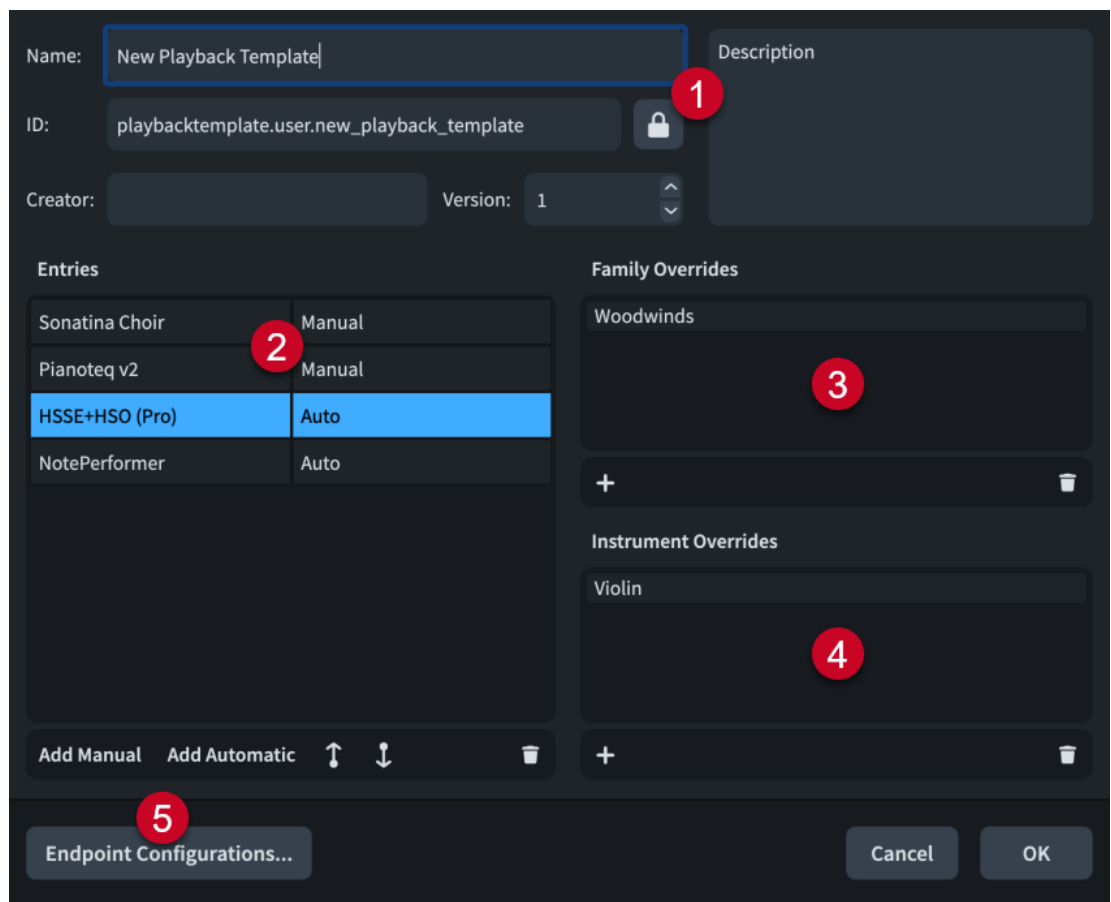 Name: New Playback Template
Description
1
ID: playbacktemplate.user.new_playback_template
Creator:
Version: 1
Entries
Sonatina Choir Manual
2
Pianoteq v2 Manual
HSSE+HSO (Pro) Auto
NotePerformer Auto
Add Manual Add Automatic
Family Overrides
Woodwinds
3
Instrument Overrides
Violin
4
5
Endpoint Configurations...
Cancel
OK